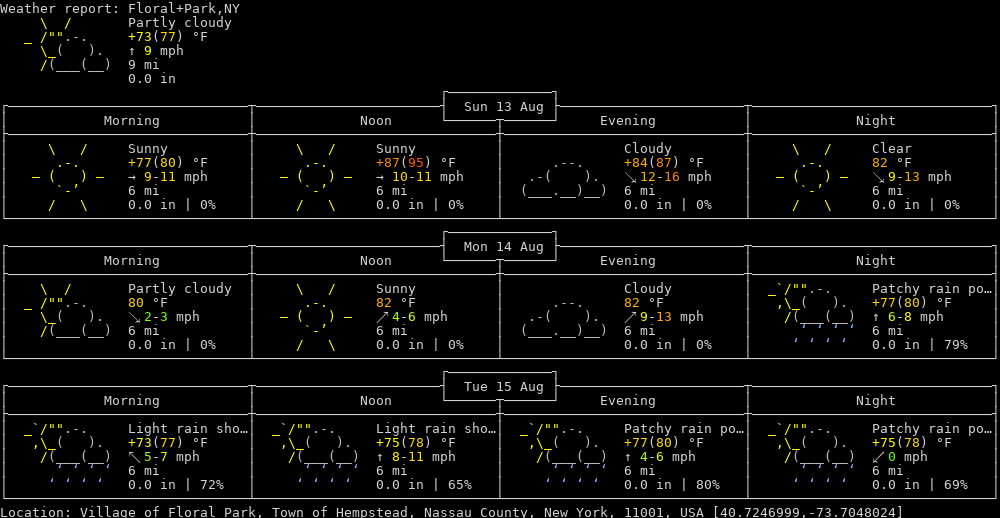 Weather report: Floral+Park,NY
Partly cloudy
+73(77) °F
↑ 9 mph
9 mi
0.0 in
Sun 13 Aug
Morning Noon Evening Night
Sunny Sunny Cloudy Clear
+77(80) °F +87(95) °F +84(87) °F 82 °F
→ 9-11 mph → 10-11 mph ↘ 12-16 mph ↘ 9-13 mph
6 mi 6 mi 6 mi 6 mi
0.0 in | 0% 0.0 in | 0% 0.0 in | 0% 0.0 in | 0%
Mon 14 Aug
Morning Noon Evening Night
Partly cloudy Sunny Cloudy Patchy rain po…
80 °F 82 °F 82 °F +77(80) °F
↘ 2-3 mph ↗ 4-6 mph ↗ 9-13 mph ↑ 6-8 mph
6 mi 6 mi 6 mi 6 mi
0.0 in | 0% 0.0 in | 0% 0.0 in | 0% 0.0 in | 79%
Tue 15 Aug
Morning Noon Evening Night
Light rain sho… Light rain sho… Patchy rain po… Patchy rain po…
+73(77) °F +75(78) °F +77(80) °F +75(78) °F
↖ 5-7 mph ↑ 8-11 mph ↑ 4-6 mph ↙ 0 mph
6 mi 6 mi 6 mi 6 mi
0.0 in | 72% 0.0 in | 65% 0.0 in | 80% 0.0 in | 69%
Location: Village of Floral Park, Town of Hempstead, Nassau County, New York, 11001, USA [40.7246999,-73.7048024]